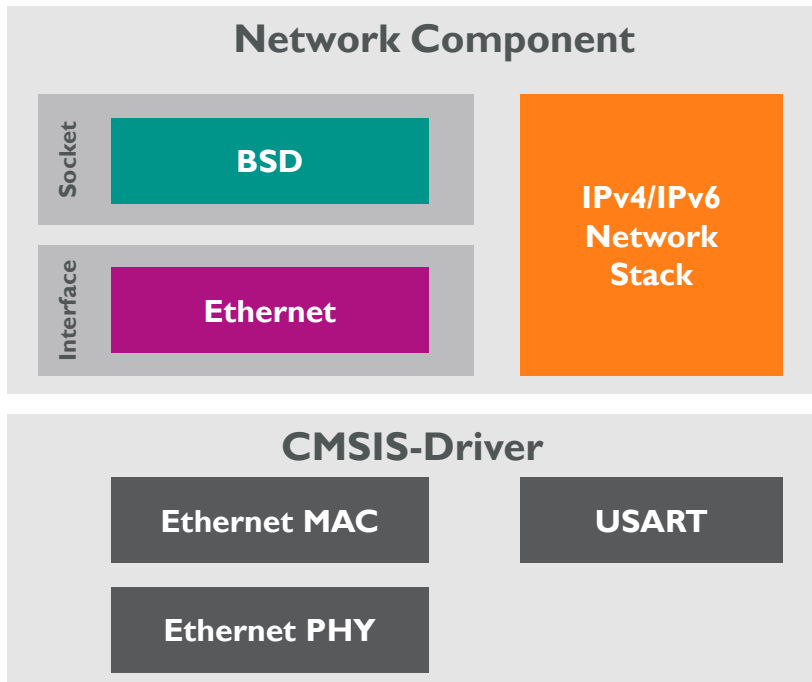 Network Component
Socket
BSD
IPv4/IPv6
Network
Stack
Interface
Ethernet
CMSIS-Driver
Ethernet MAC
USART
Ethernet PHY